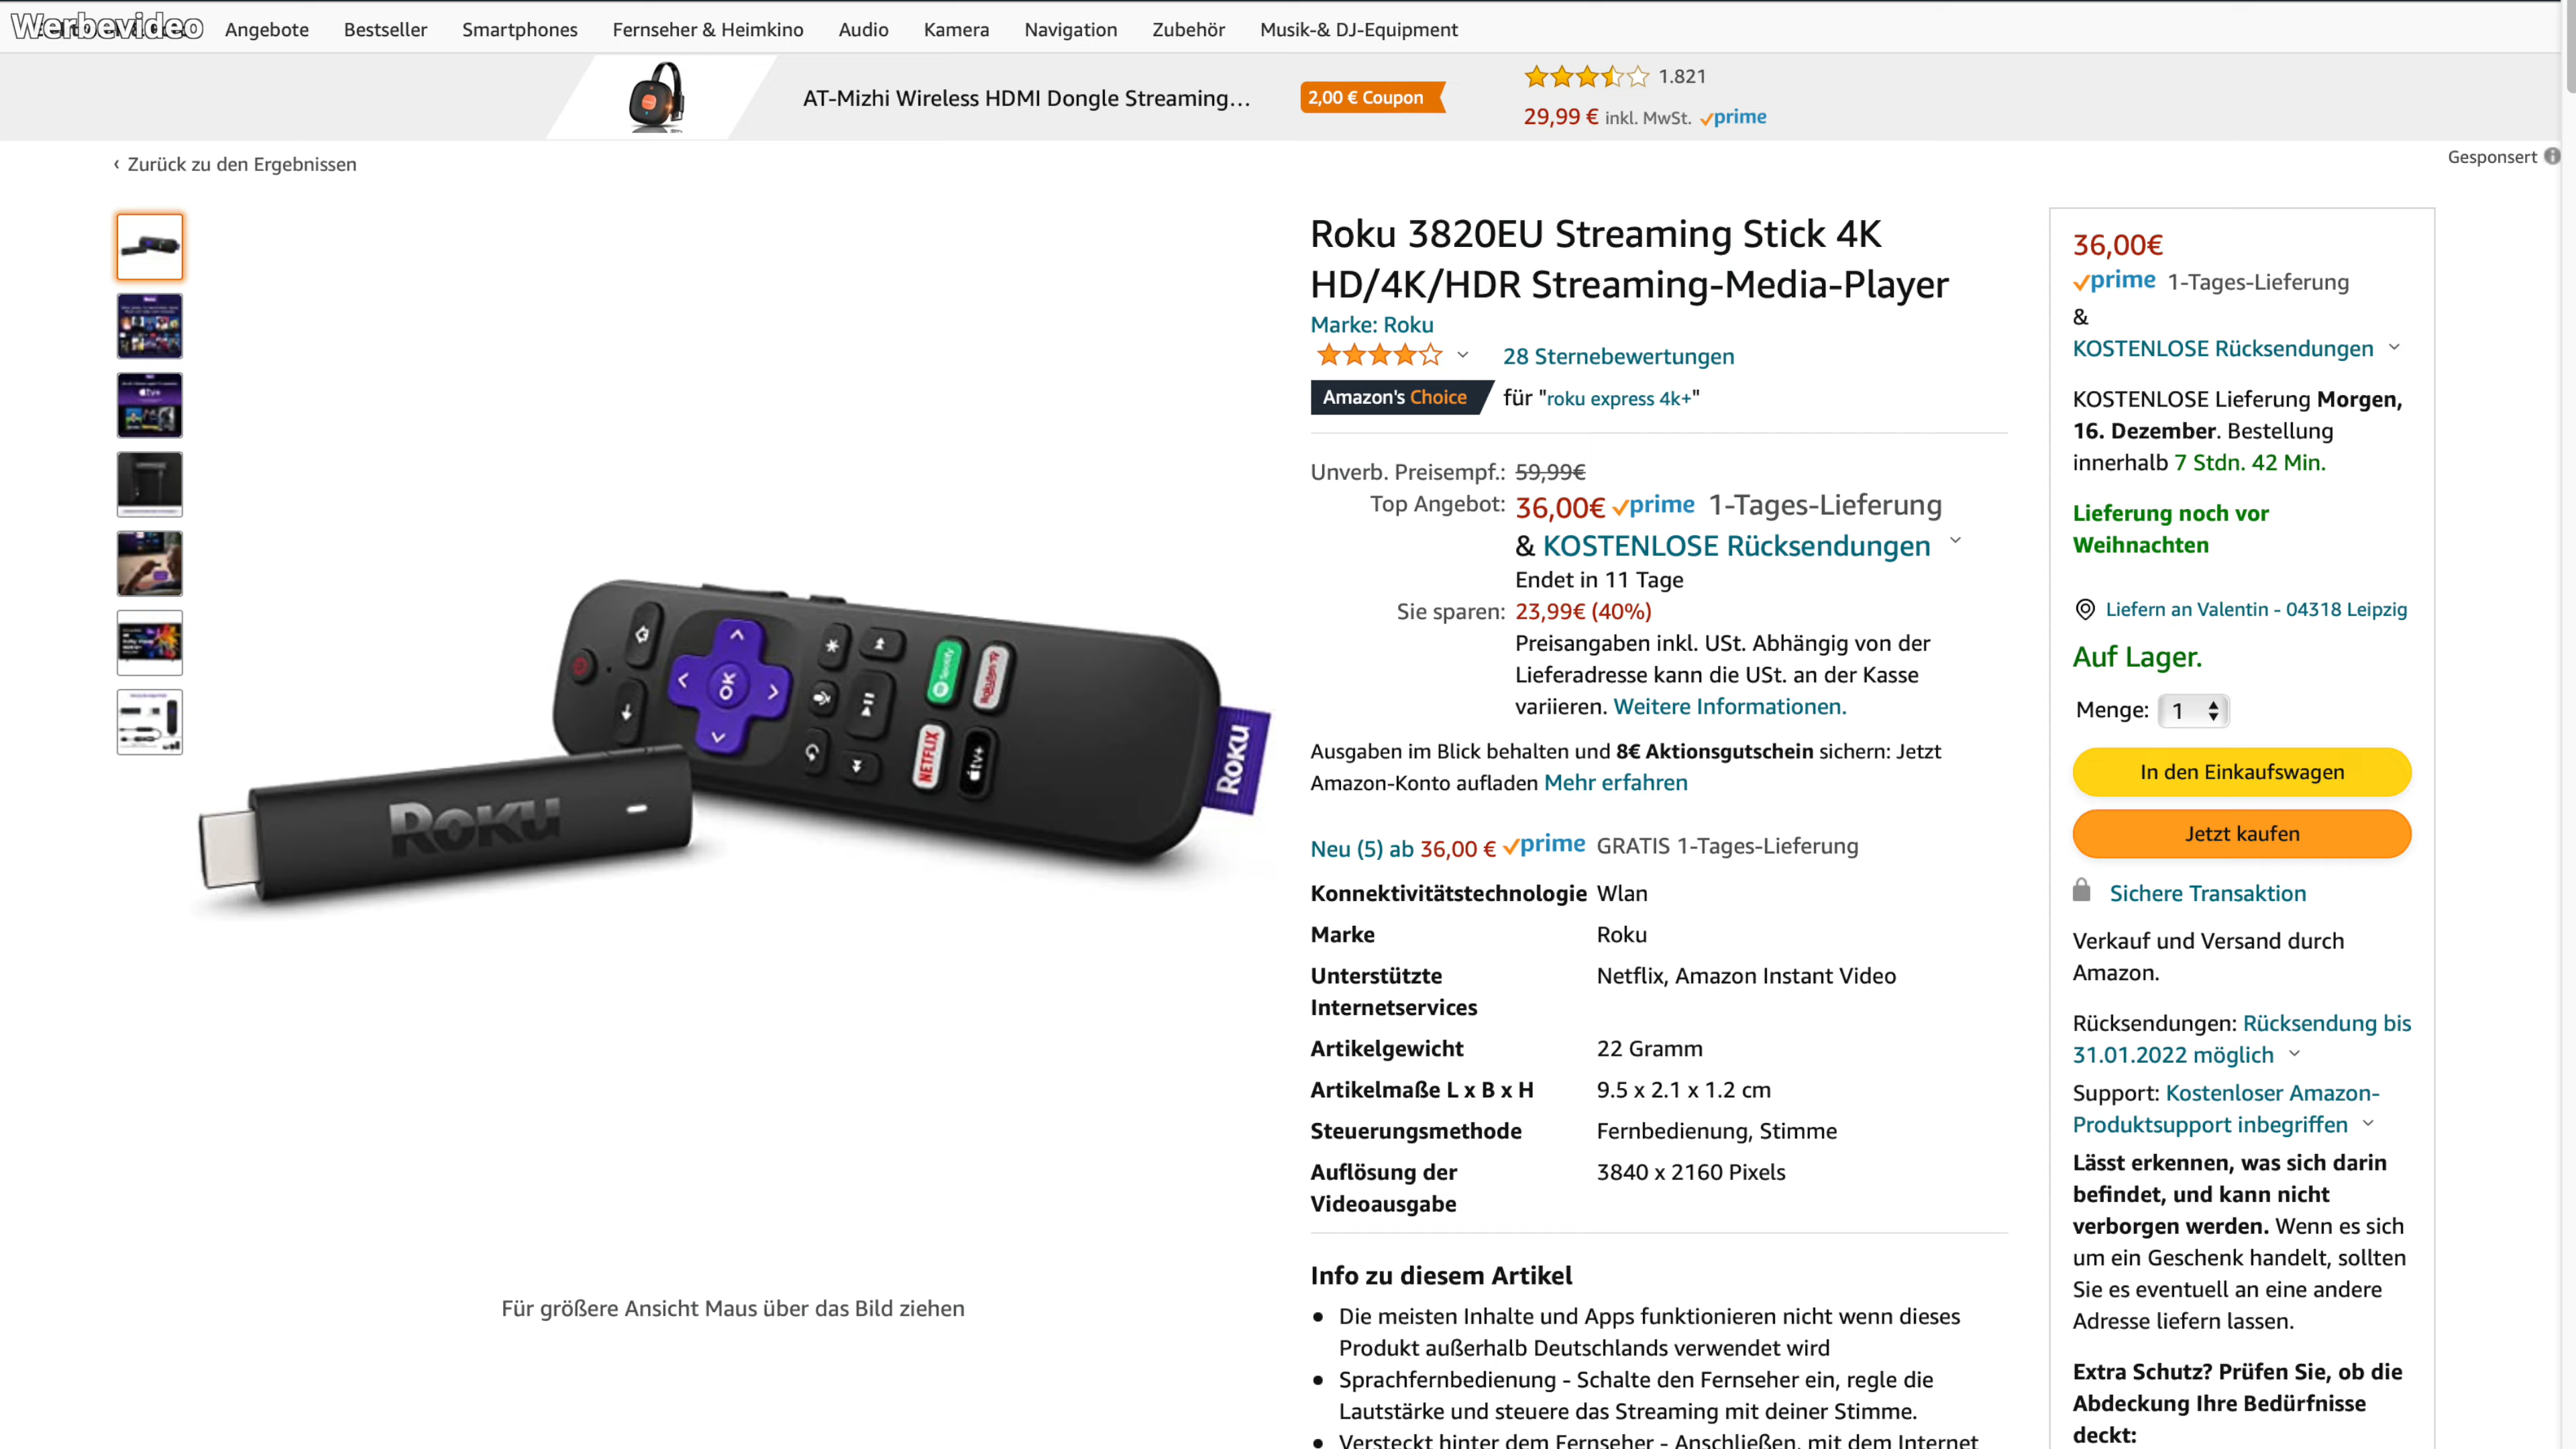 Werbevideo
Angebote Bestseller Smartphones Fernseher & Heimkino Audio Kamera Navigation Zubehör Musik-& DJ-Equipment
AT-Mizhi Wireless HDMI Dongle Streaming...
2,00 € Coupon
1.821
29,99 € inkl. MwSt. prime
‹ Zurück zu den Ergebnissen
Gesponsert
Roku 3820EU Streaming Stick 4K
HD/4K/HDR Streaming-Media-Player
Marke: Roku
28 Sternebewertungen
Amazon's Choice für "roku express 4k+"
Unverb. Preisempf.: 59,99€
Top Angebot: 36,00€ prime 1-Tages-Lieferung
& KOSTENLOSE Rücksendungen
Endet in 11 Tage
Sie sparen: 23,99€ (40%)
Preisangaben inkl. USt. Abhängig von der
Lieferadresse kann die USt. an der Kasse
variieren. Weitere Informationen.
Ausgaben im Blick behalten und 8€ Aktionsgutschein sichern: Jetzt
Amazon-Konto aufladen Mehr erfahren
Neu (5) ab 36,00 € prime GRATIS 1-Tages-Lieferung
Konnektivitätstechnologie Wlan
Marke Roku
Unterstützte Netflix, Amazon Instant Video
Internetservices
Artikelgewicht 22 Gramm
Artikelmaße L x B x H 9.5 x 2.1 x 1.2 cm
Steuerungsmethode Fernbedienung, Stimme
Auflösung der 3840 x 2160 Pixels
Videoausgabe
Info zu diesem Artikel
Die meisten Inhalte und Apps funktionieren nicht wenn dieses
Produkt außerhalb Deutschlands verwendet wird
Sprachfernbedienung - Schalte den Fernseher ein, regle die
Lautstärke und steuere das Streaming mit deiner Stimme.
Versteckt hinter dem Fernseher - Anschließen, mit dem Internet
OK
Spotify
Rakuten TV
NETFLIX
tv+
Roku
Roku
Für größere Ansicht Maus über das Bild ziehen
36,00€
prime 1-Tages-Lieferung
&
KOSTENLOSE Rücksendungen
KOSTENLOSE Lieferung Morgen,
16. Dezember. Bestellung
innerhalb 7 Stdn. 42 Min.
Lieferung noch vor
Weihnachten
Liefern an Valentin - 04318 Leipzig
Auf Lager.
Menge: 1
In den Einkaufswagen
Jetzt kaufen
Sichere Transaktion
Verkauf und Versand durch
Amazon.
Rücksendungen: Rücksendung bis
31.01.2022 möglich
Support: Kostenloser Amazon-
Produktsupport inbegriffen
Lässt erkennen, was sich darin
befindet, und kann nicht
verborgen werden. Wenn es sich
um ein Geschenk handelt, sollten
Sie es eventuell an eine andere
Adresse liefern lassen.
Extra Schutz? Prüfen Sie, ob die
Abdeckung Ihre Bedürfnisse
deckt: